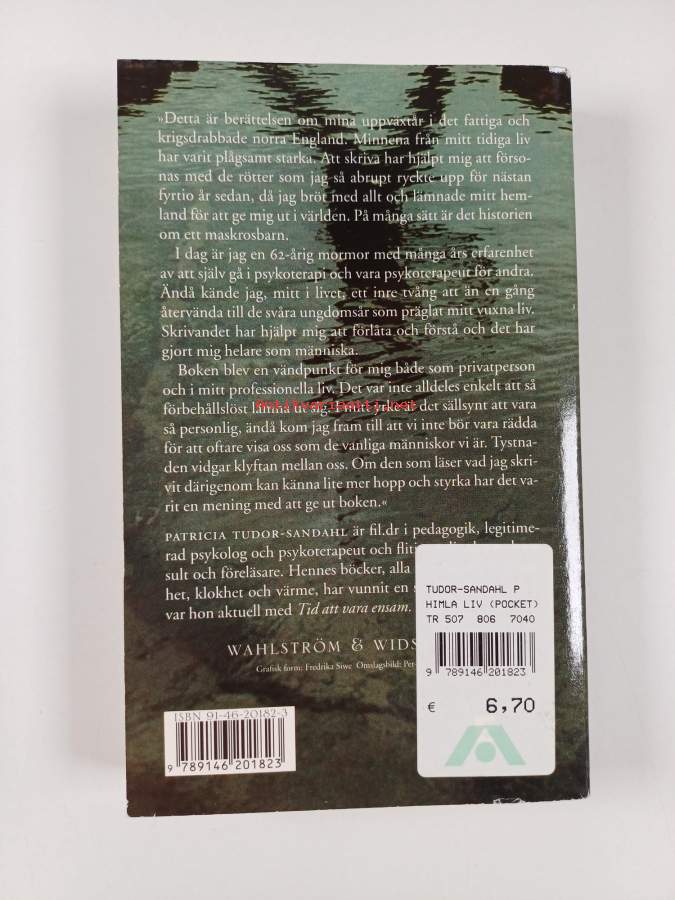 »Detta är berättelsen om mina uppväxtår i det fattiga och
krigsdrabbade norra England. Minnena från mitt tidiga liv
har varit plågsamt starka. Att skriva har hjälpt mig att förso-
nas med de rötter som jag så abrupt ryckte upp för nästan
fyrtio år sedan, då jag bröt med allt och lämnade mitt hem-
land för att ge mig ut i världen. På många sätt är det historien
om ett maskrosbarn.
I dag är jag en 62-årig mormor med många års erfarenhet
av att själv gå i psykoterapi och vara psykoterapeut för andra.
Ändå kände jag, mitt i livet, ett inre tvång att än en gång
återvända till de svåra ungdomsår som präglat mitt vuxna liv.
Skrivandet har hjälpt mig att förlåta och förstå och det har
gjort mig helare som människa.
Boken blev en vändpunkt för mig både som privatperson
och i mitt professionella liv. Det var inte alldeles enkelt att så
förbehållslöst lämna ut sig. I mitt yrke är det sällsynt att vara
så personlig, ändå kom jag fram till att vi inte bör vara rädda
för att oftare visa oss som de vanliga människor vi är. Tystna-
den vidgar klyftan mellan oss. Om den som läser vad jag skri-
vit därigenom kan känna lite mer hopp och styrka har det va-
rit en mening med att ge ut boken.«
PATRICIA TUDOR-SANDAHL är fil.dr i pedagogik, legitime-
rad psykolog och psykoterapeut och
sult och föreläsare. Hennes böcker, alla
het, klokhet och värme, har vunnit en
var hon aktuell med Tid att vara ensam.
WAHLSTRÖM & WIDS
Grafisk form: Fredrika Siwe Omslagsbild: Per-
ISBN 91-46-20182-3
9 789146 201823
TUDOR-SANDAHL P
HIMLA LIV (POCKET)
TR 507 806 7040
9 789146 201823
€ 6,70